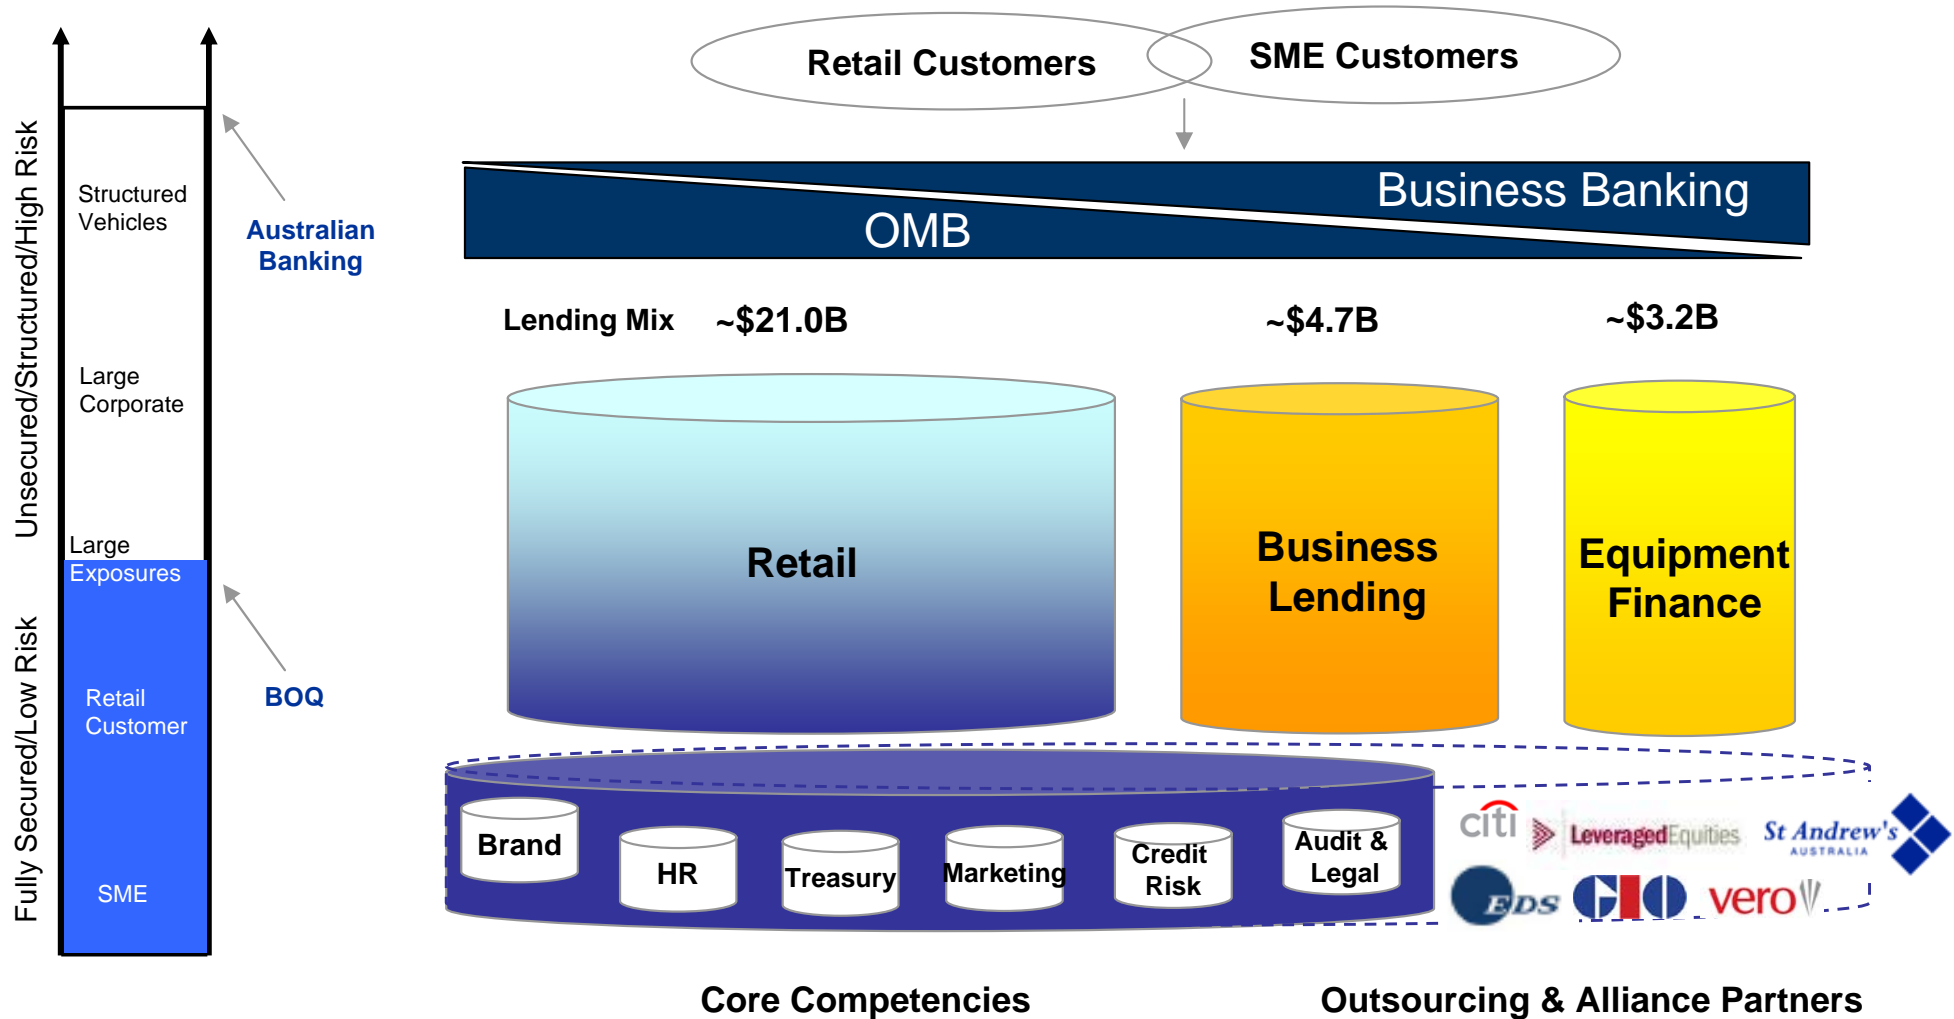 Retail Customers
SME Customers
Unsecured/Structured/High Risk
Fully Secured/Low Risk
Structured
Vehicles
Large
Corporate
Large
Exposures
Retail
Customer
SME
Australian
Banking
BOQ
Business Banking
OMB
Lending Mix
~$21.0B
~$4.7B
~$3.2B
Retail
Business
Lending
Equipment
Finance
Brand
HR
Treasury
Marketing
Credit
Risk
Audit &
Legal
citi
LeveragedEquities
St Andrew's
AUSTRALIA
EDS
GIO
vero
Core Competencies
Outsourcing & Alliance Partners